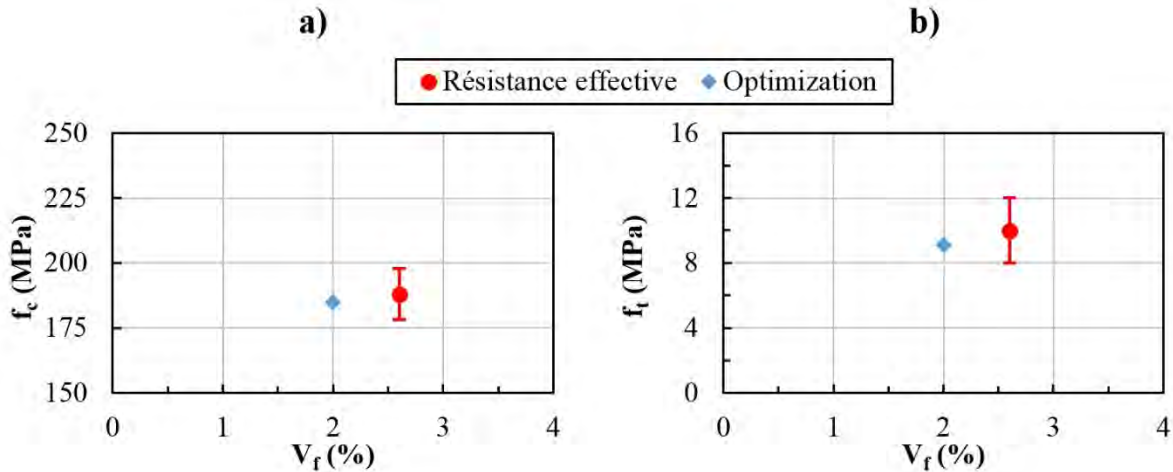 a)
b)
Résistance effective Optimization
250
225
200
175
150
f_c (MPa)
0 1 2 3 4
V_f (%)
16
12
8
4
0
f_t (MPa)
0 1 2 3 4
V_f (%)